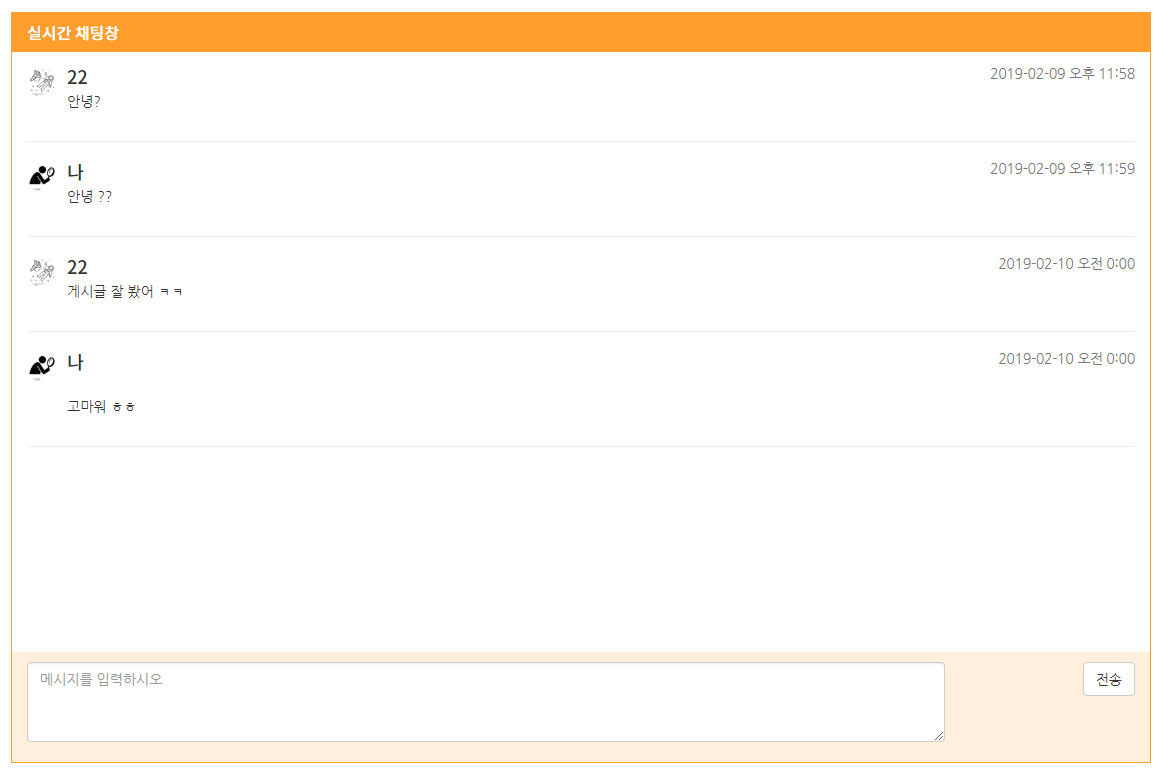 실시간 채팅창
22 2019-02-09 오후 11:58
안녕?
나 2019-02-09 오후 11:59
안녕 ??
22 2019-02-10 오전 0:00
게시글 잘 봤어 ㅋㅋ
나 2019-02-10 오전 0:00
고마워 ㅎㅎ
메시지를 입력하시오 전송